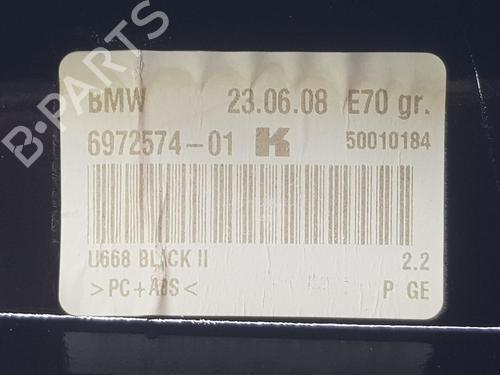 B-PARTS
BMW 23.06.08 E70 gr.
6972574-01 K 50010184
U668 BLACK II 2.2
>PC+ABS< P GE